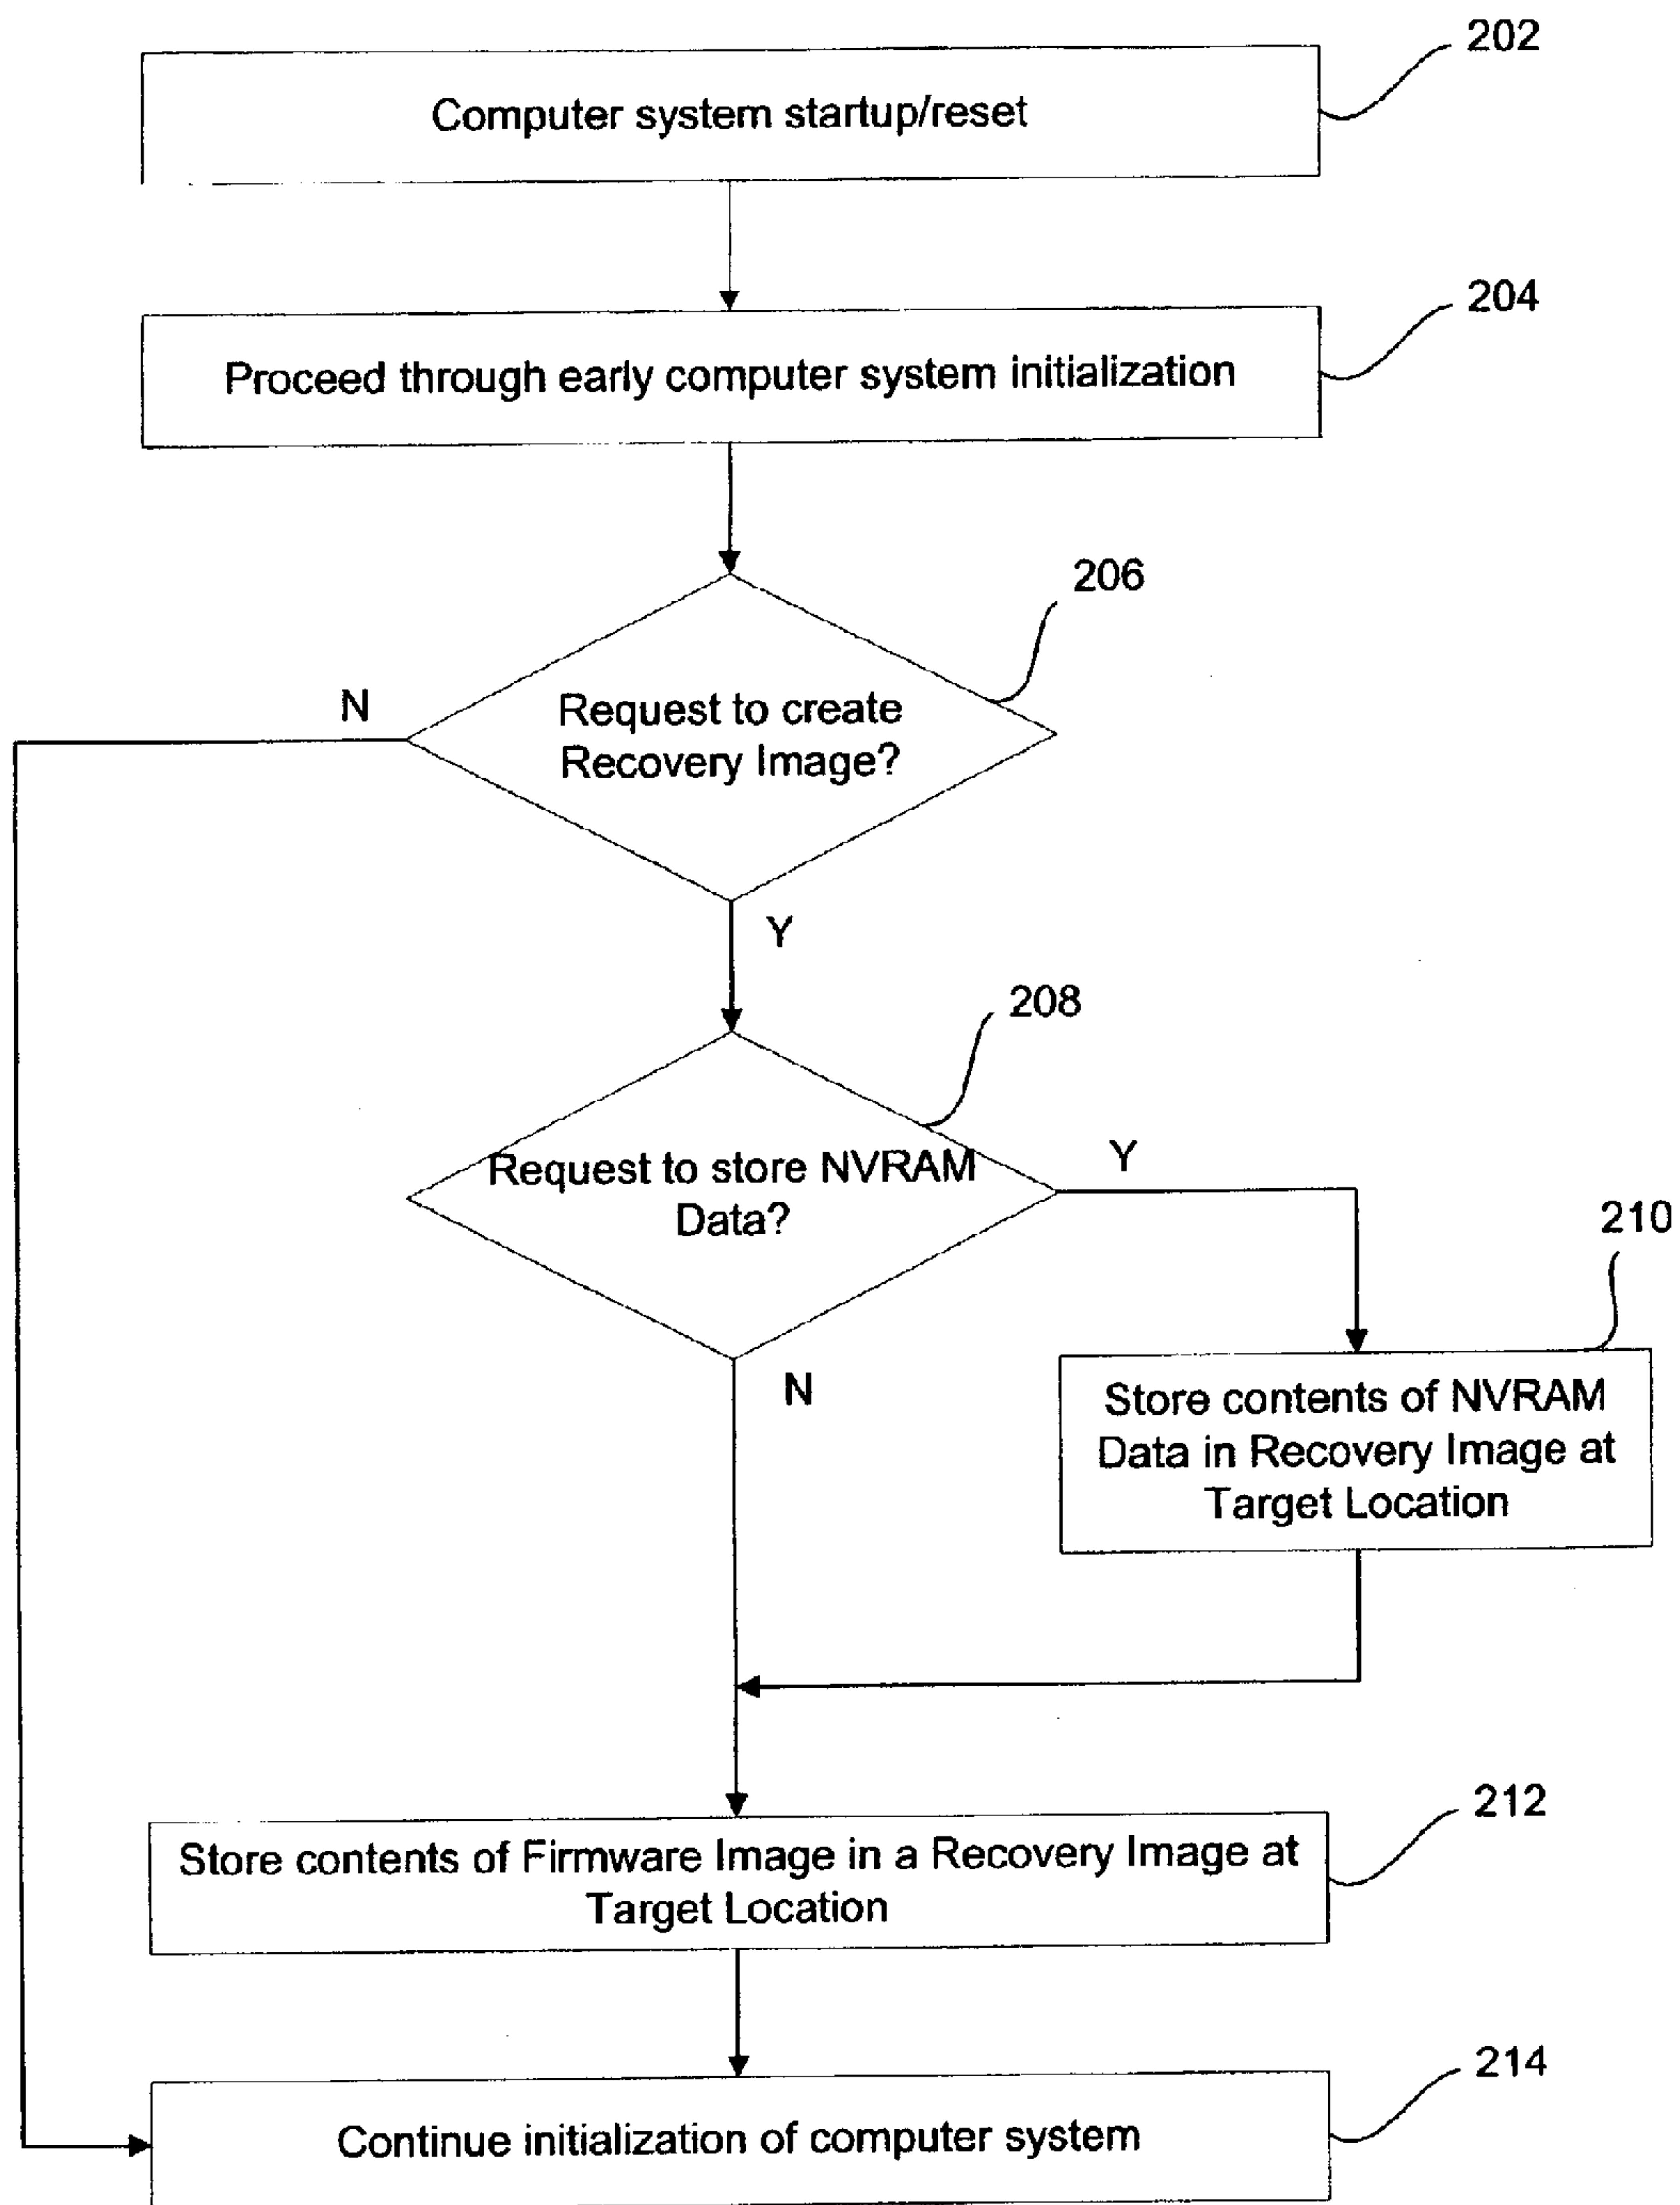 202
Computer system startup/reset
204
Proceed through early computer system initialization
206
N
Request to create
Recovery Image?
Y
208
Request to store NVRAM
Data?
Y
210
N
Store contents of NVRAM
Data in Recovery Image at
Target Location
212
Store contents of Firmware Image in a Recovery Image at
Target Location
214
Continue initialization of computer system